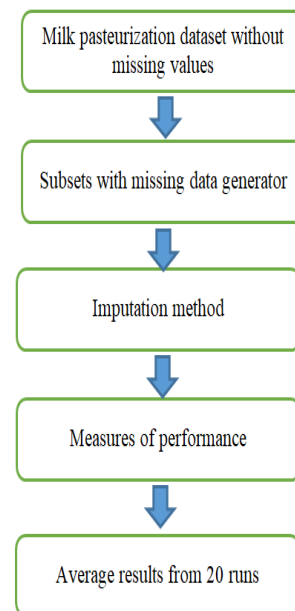 Milk pasteurization dataset without
missing values
Subsets with missing data generator
Imputation method
Measures of performance
Average results from 20 runs